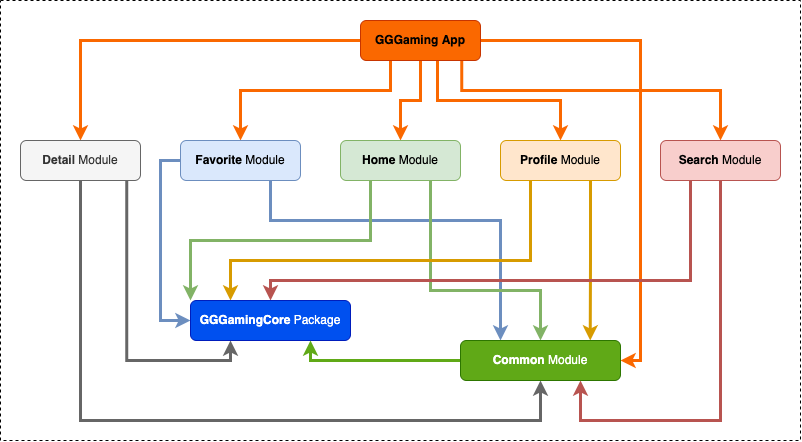 GGGaming App
Detail Module
Favorite Module
Home Module
Profile Module
Search Module
GGGamingCore Package
Common Module